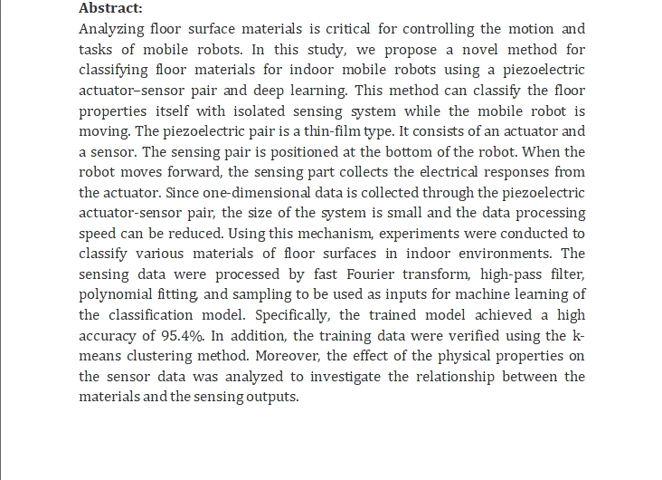 Abstract:
Analyzing floor surface materials is critical for controlling the motion and
tasks of mobile robots. In this study, we propose a novel method for
classifying floor materials for indoor mobile robots using a piezoelectric
actuator–sensor pair and deep learning. This method can classify the floor
properties itself with isolated sensing system while the mobile robot is
moving. The piezoelectric pair is a thin-film type. It consists of an actuator and
a sensor. The sensing pair is positioned at the bottom of the robot. When the
robot moves forward, the sensing part collects the electrical responses from
the actuator. Since one-dimensional data is collected through the piezoelectric
actuator-sensor pair, the size of the system is small and the data processing
speed can be reduced. Using this mechanism, experiments were conducted to
classify various materials of floor surfaces in indoor environments. The
sensing data were processed by fast Fourier transform, high-pass filter,
polynomial fitting, and sampling to be used as inputs for machine learning of
the classification model. Specifically, the trained model achieved a high
accuracy of 95.4%. In addition, the training data were verified using the k-
means clustering method. Moreover, the effect of the physical properties on
the sensor data was analyzed to investigate the relationship between the
materials and the sensing outputs.